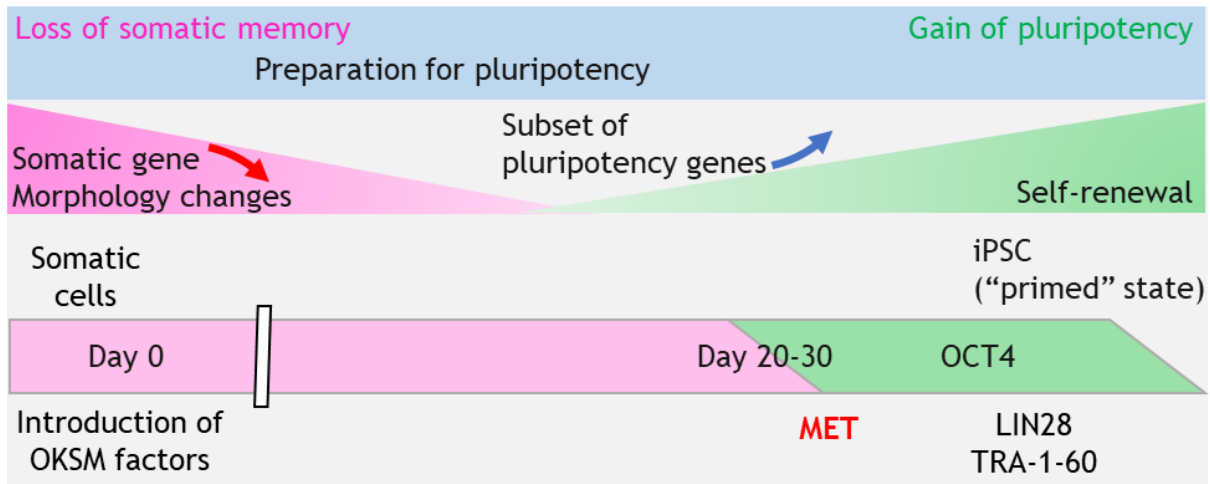 Loss of somatic memory
Gain of pluripotency
Preparation for pluripotency
Somatic gene
Morphology changes
Subset of
pluripotency genes
Self-renewal
Somatic
cells
iPSC
(“primed” state)
Day 0
Day 20-30
OCT4
Introduction of
OKSM factors
MET
LIN28
TRA-1-60